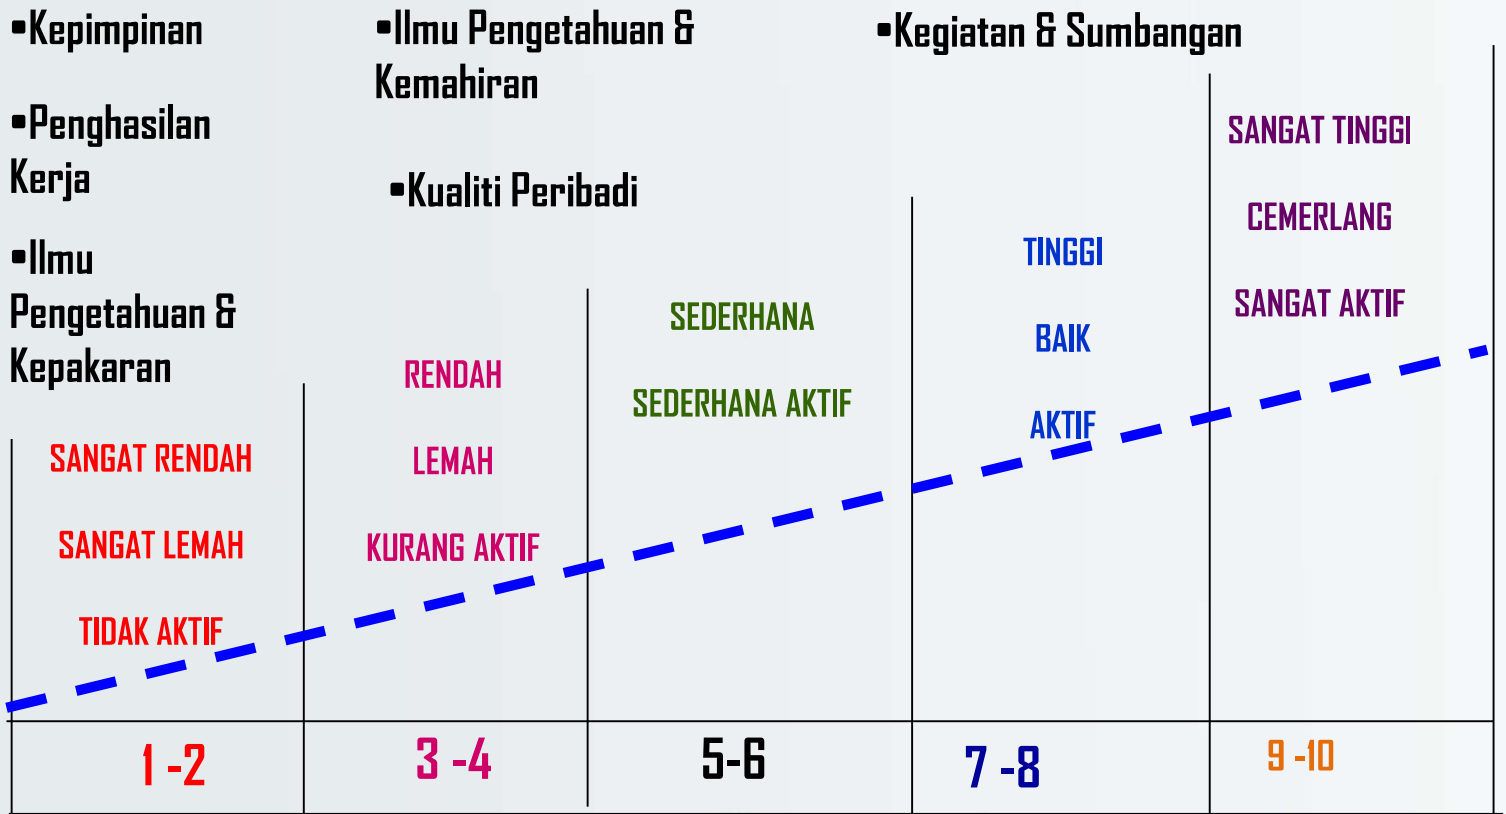 ▪Kepimpinan
▪Penghasilan
Kerja
▪Ilmu
Pengetahuan &
Kepakaran
▪Ilmu Pengetahuan &
Kemahiran
▪Kualiti Peribadi
▪Kegiatan & Sumbangan
SANGAT RENDAH
SANGAT LEMAH
TIDAK AKTIF
RENDAH
LEMAH
KURANG AKTIF
SEDERHANA
SEDERHANA AKTIF
TINGGI
BAIK
AKTIF
SANGAT TINGGI
CEMERLANG
SANGAT AKTIF
1 -2
3 -4
5-6
7 -8
9 -10